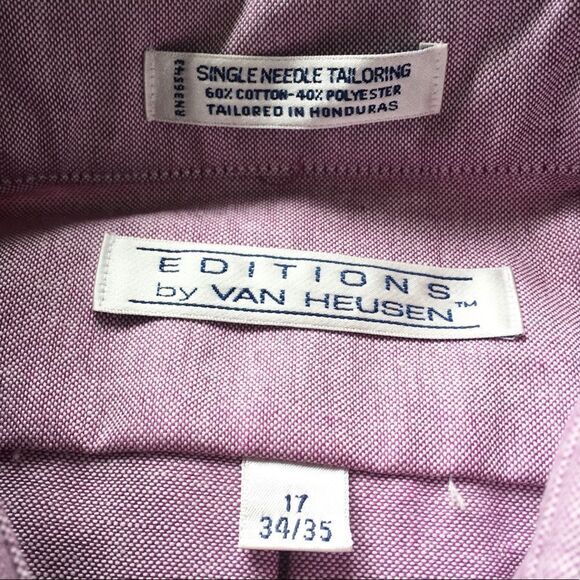 SINGLE NEEDLE TAILORING
60% COTTON-40% POLYESTER
TAILORED IN HONDURAS
RN36543
EDITIONS
by VAN HEUSEN™
17
34/35